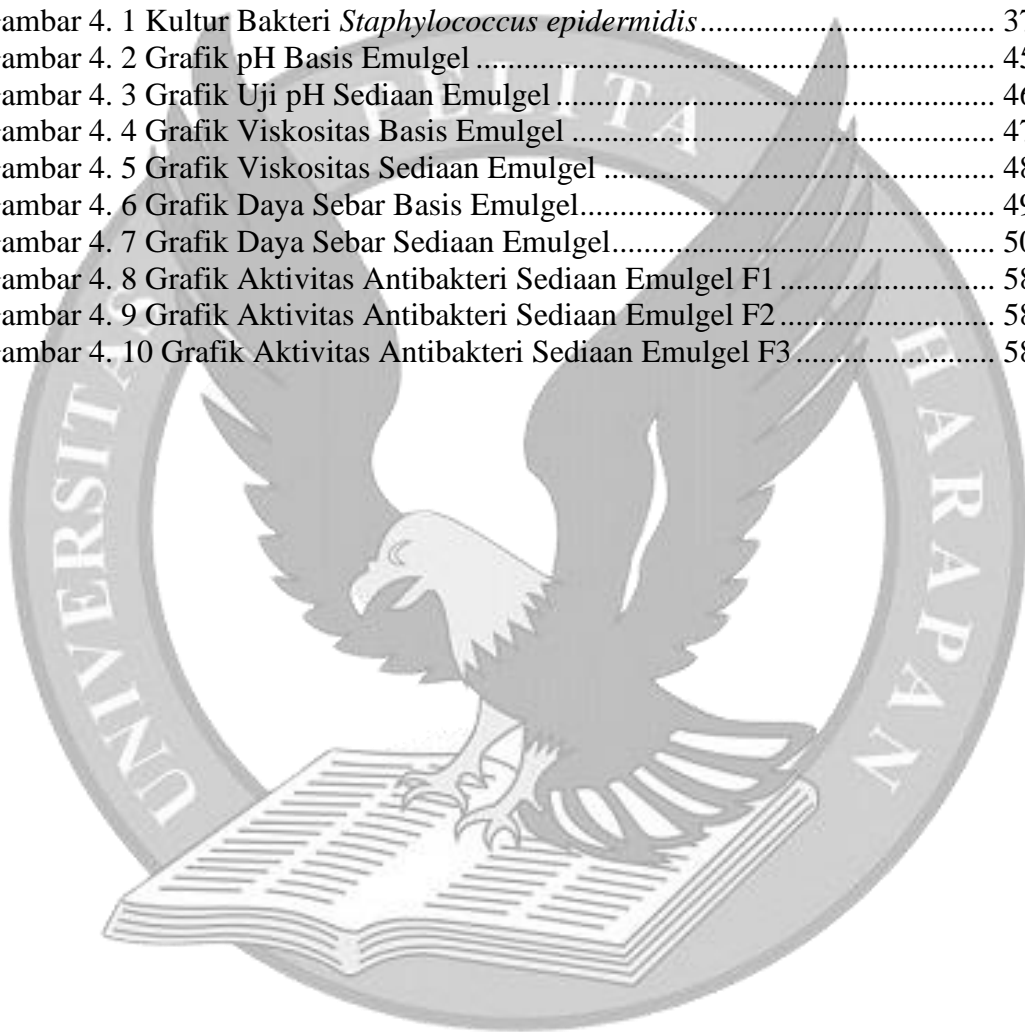 ambar 4. 1 Kultur Bakteri Staphylococcus epidermidis.................................. 37
ambar 4. 2 Grafik pH Basis Emulgel ............................................................ 45
ambar 4. 3 Grafik Uji pH Sediaan Emulgel ................................................... 46
ambar 4. 4 Grafik Viskositas Basis Emulgel ................................................. 47
ambar 4. 5 Grafik Viskositas Sediaan Emulgel ............................................. 48
ambar 4. 6 Grafik Daya Sebar Basis Emulgel................................................ 49
ambar 4. 7 Grafik Daya Sebar Sediaan Emulgel............................................ 50
ambar 4. 8 Grafik Aktivitas Antibakteri Sediaan Emulgel F1 ......................... 58
ambar 4. 9 Grafik Aktivitas Antibakteri Sediaan Emulgel F2 ......................... 58
ambar 4. 10 Grafik Aktivitas Antibakteri Sediaan Emulgel F3....................... 58
UNIVERSITAS PELITA HARAPAN